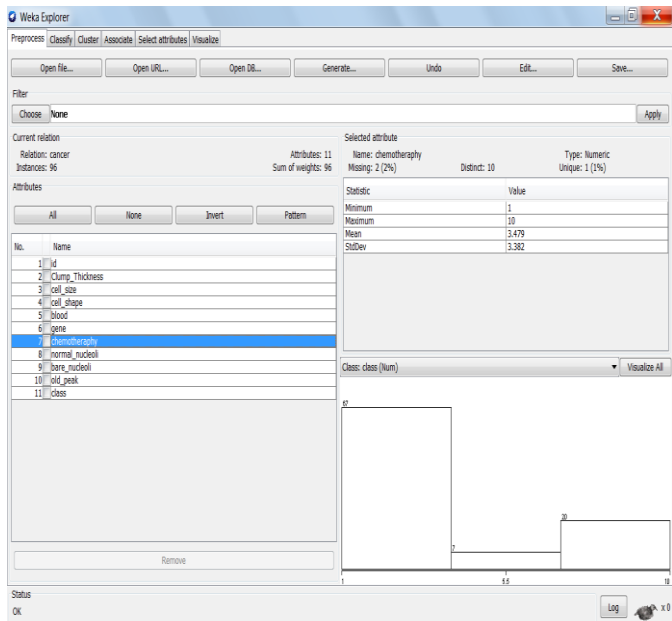 Weka Explorer
Preprocess Classify Cluster Associate Select attributes Visualize
Open file... Open URL... Open DB... Generate... Undo Edit... Save...
Filter
Choose None Apply
Current relation
Relation: cancer Attributes: 11
Instances: 96 Sum of weights: 96
Attributes
All None Invert Pattern
No. Name
1 id
2 Clump_Thickness
3 cell_size
4 cell_shape
5 blood
6 gene
7 chemotheraphy
8 normal_nucleoli
9 bare_nucleoli
10 old_peak
11 class
Remove
Selected attribute
Name: chemotheraphy Type: Numeric
Missing: 2 (2%) Distinct: 10 Unique: 1 (1%)
Statistic Value
Minimum 1
Maximum 10
Mean 3.479
StdDev 3.382
Class: class (Num) Visualize All
67
7
20
1 5.5 10
Status
OK
Log x 0